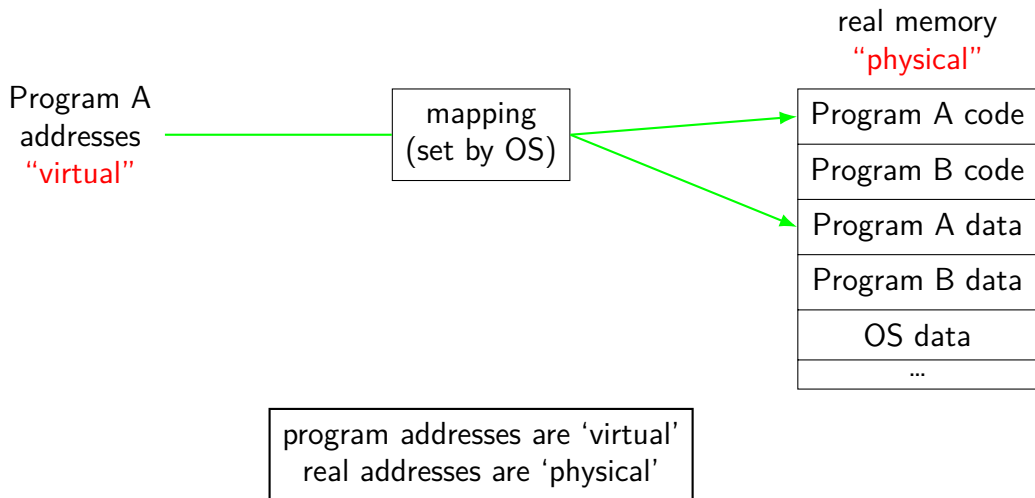 real memory
“physical”
Program A
addresses
“virtual”
mapping
(set by OS)
Program A code
Program B code
Program A data
Program B data
OS data
...
program addresses are ‘virtual’
real addresses are ‘physical’